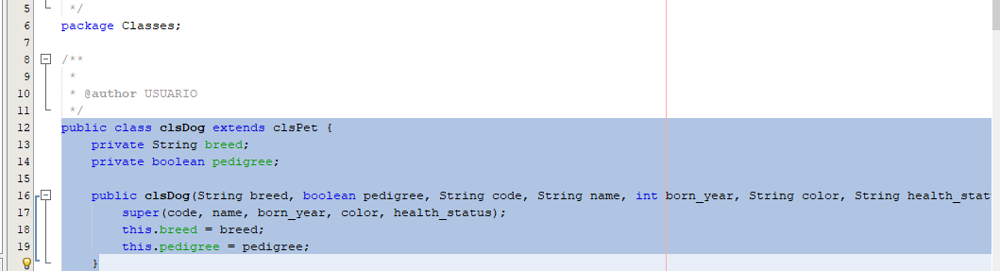 5 */
6 package Classes;
7
8 /**
9 *
10 * @author USUARIO
11 */
12 public class clsDog extends clsPet {
13 private String breed;
14 private boolean pedigree;
15
16 public clsDog(String breed, boolean pedigree, String code, String name, int born_year, String color, String health_stat
17 super(code, name, born_year, color, health_status);
18 this.breed = breed;
19 this.pedigree = pedigree;
}